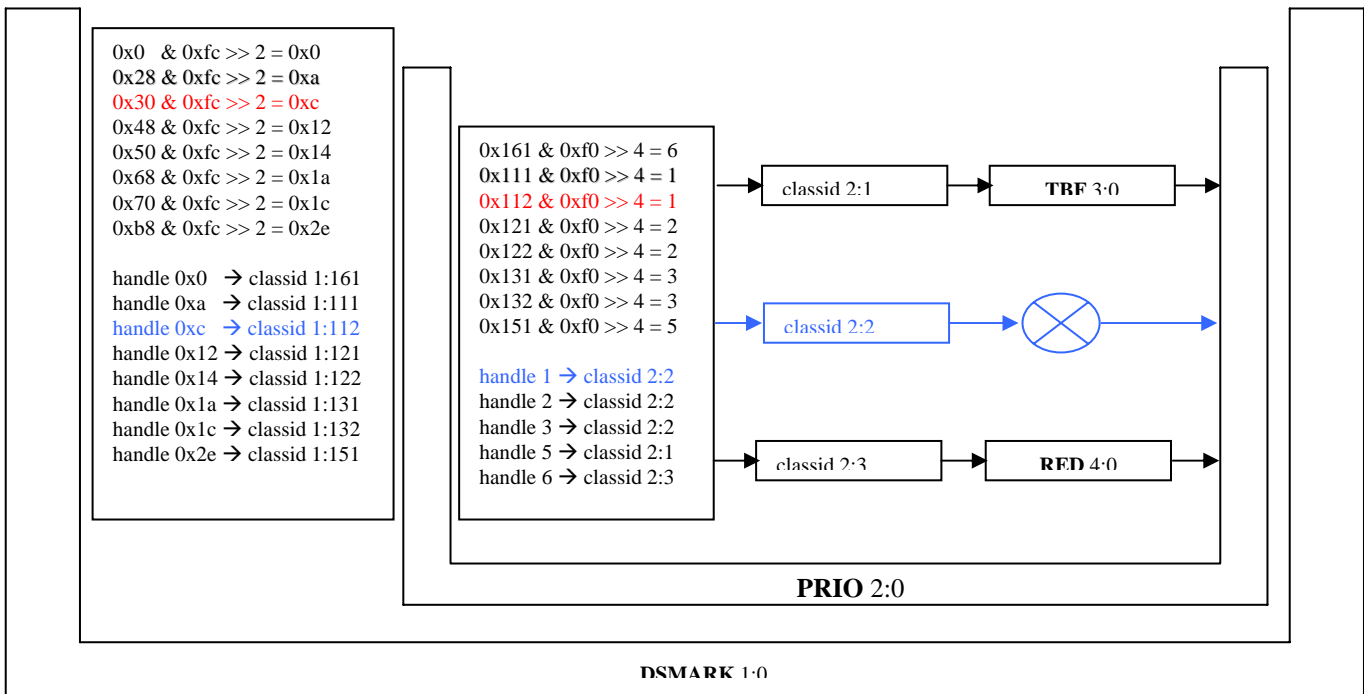 0x0 & 0xfc >> 2 = 0x0
0x28 & 0xfc >> 2 = 0xa
0x30 & 0xfc >> 2 = 0xc
0x48 & 0xfc >> 2 = 0x12
0x50 & 0xfc >> 2 = 0x14
0x68 & 0xfc >> 2 = 0x1a
0x70 & 0xfc >> 2 = 0x1c
0xb8 & 0xfc >> 2 = 0x2e
handle 0x0 → classid 1:161
handle 0xa → classid 1:111
handle 0xc → classid 1:112
handle 0x12 → classid 1:121
handle 0x14 → classid 1:122
handle 0x1a → classid 1:131
handle 0x1c → classid 1:132
handle 0x2e → classid 1:151
0x161 & 0xf0 >> 4 = 6
0x111 & 0xf0 >> 4 = 1
0x112 & 0xf0 >> 4 = 1
0x121 & 0xf0 >> 4 = 2
0x122 & 0xf0 >> 4 = 2
0x131 & 0xf0 >> 4 = 3
0x132 & 0xf0 >> 4 = 3
0x151 & 0xf0 >> 4 = 5
handle 1 → classid 2:2
handle 2 → classid 2:2
handle 3 → classid 2:2
handle 5 → classid 2:1
handle 6 → classid 2:3
classid 2:1
TBF 3:0
classid 2:2
classid 2:3
RED 4:0
PRIO 2:0
DSMARK 1:0